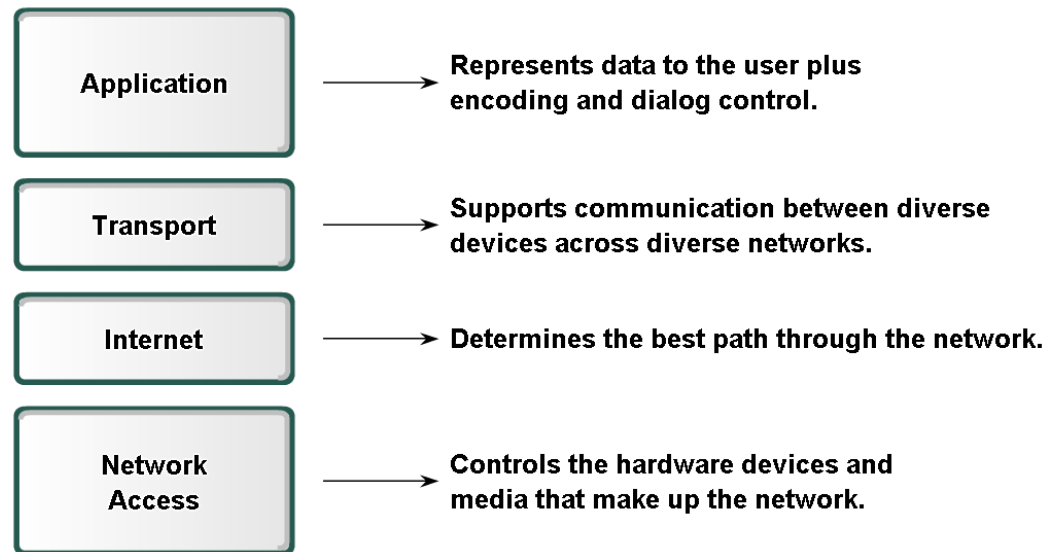 Application
Represents data to the user plus
encoding and dialog control.
Transport
Supports communication between diverse
devices across diverse networks.
Internet
Determines the best path through the network.
Network
Access
Controls the hardware devices and
media that make up the network.